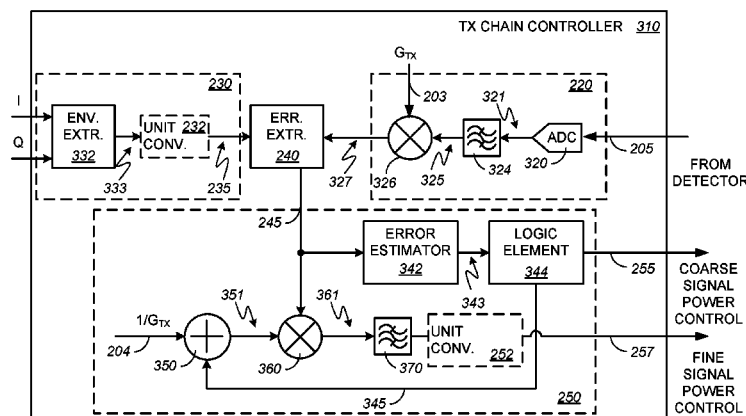 TX CHAIN CONTROLLER 310
G_TX
230
220
I
203
321
ENV.
EXTR.
332
UNIT 232
CONV.
ERR.
EXTR.
240
ADC
320
Q
333
235
327
326
325
324
205
FROM
DETECTOR
245
ERROR
ESTIMATOR
342
LOGIC
ELEMENT
344
343
255
COARSE
SIGNAL
POWER
CONTROL
351
361
1/G_TX
UNIT
CONV.
252
204
350
360
370
257
FINE
SIGNAL
POWER
CONTROL
345
250